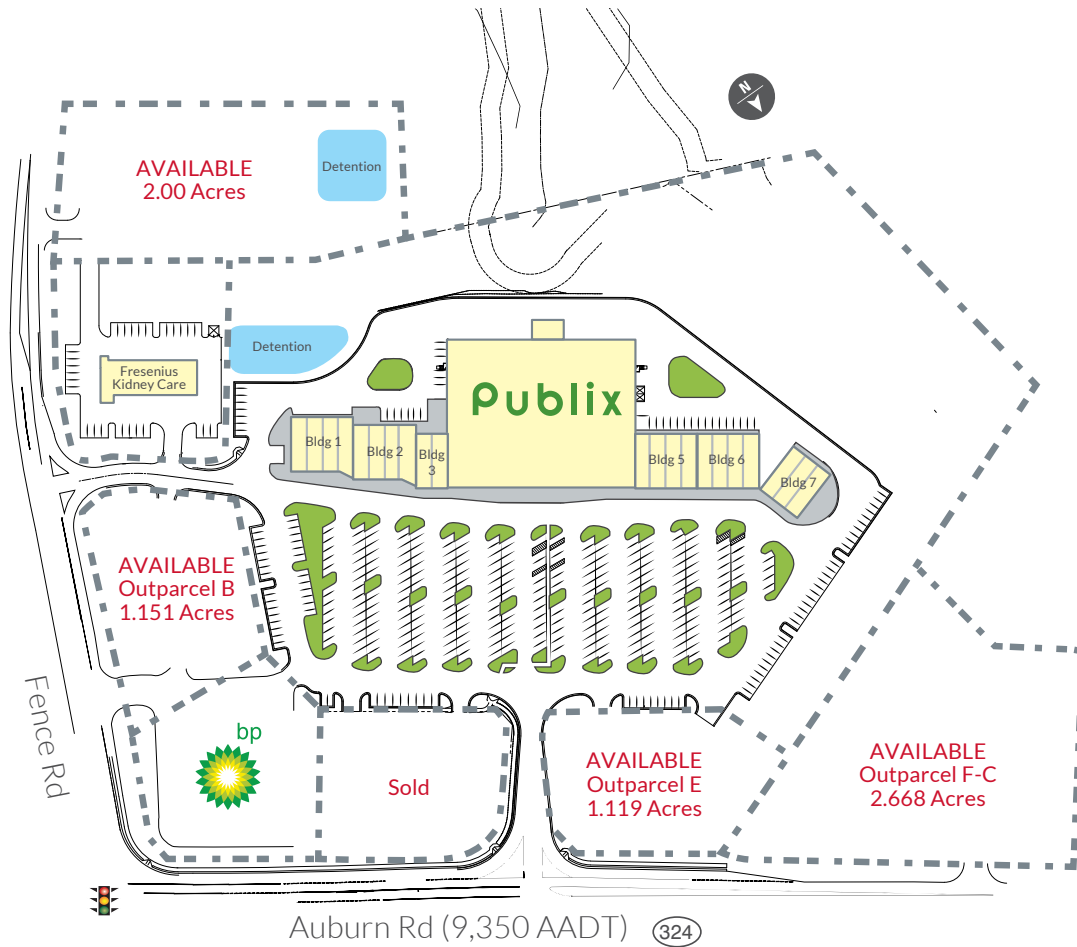 N
AVAILABLE
2.00 Acres
Detention
Detention
Fresenius
Kidney Care
Publix
Bldg 1
Bldg 2
Bldg
3
Bldg 5
Bldg 6
Bldg 7
AVAILABLE
Outparcel B
1.151 Acres
Fence Rd
bp
Sold
AVAILABLE
Outparcel E
1.119 Acres
AVAILABLE
Outparcel F-C
2.668 Acres
Auburn Rd (9,350 AADT)
324